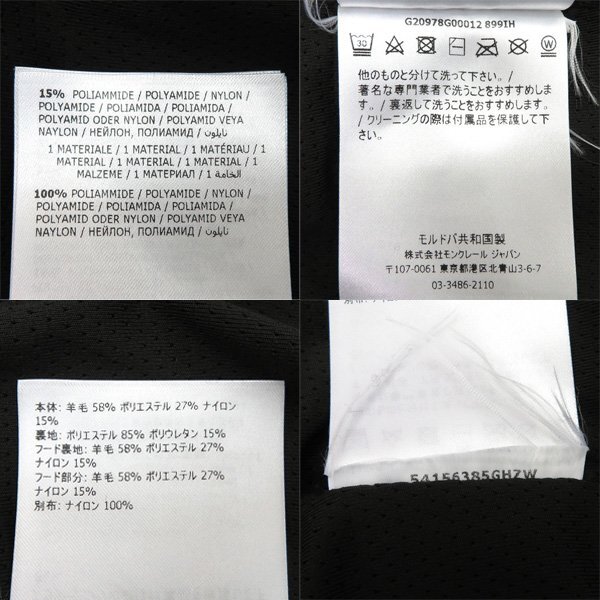 15% POLIAMMIDE / POLYAMIDE / NYLON /
POLYAMIDE / POLIAMIDA / POLIAMIDA /
POLYAMID ODER NYLON / POLYAMID VEYA
NAYLON / НЕЙЛОН, ПОЛИАМИД / نايلون
1 MATERIALE / 1 MATERIAL / 1 MATÉRIAU / 1
MATERIAL / 1 MATERIAL / 1 MATERIAL / 1
MALZEME / 1 МАТЕРИАЛ / 1 الخامة
100% POLIAMMIDE / POLYAMIDE / NYLON /
POLYAMIDE / POLIAMIDA / POLIAMIDA /
POLYAMID ODER NYLON / POLYAMID VEYA
NAYLON / НЕЙЛОН, ПОЛИАМИД / نايلون
G20978G00012 899IH
30 P W
他のものと分けて洗って下さい。/
著名な専門業者で洗うことをおすすめしま
す。/ 裏返して洗うことをおすすめします。
/ クリーニングの際は付属品を保護して下
さい。
モルドバ共和国製
株式会社モンクレール ジャパン
〒107-0061 東京都港区北青山3-6-7
03-3486-2110
本体: 羊毛 58% ポリエステル 27% ナイロン
15%
裏地: ポリエステル 85% ポリウレタン 15%
フード裏地: 羊毛 58% ポリエステル 27%
ナイロン 15%
フード部分: 羊毛 58% ポリエステル 27%
ナイロン 15%
別布: ナイロン 100%
54156385GHZW